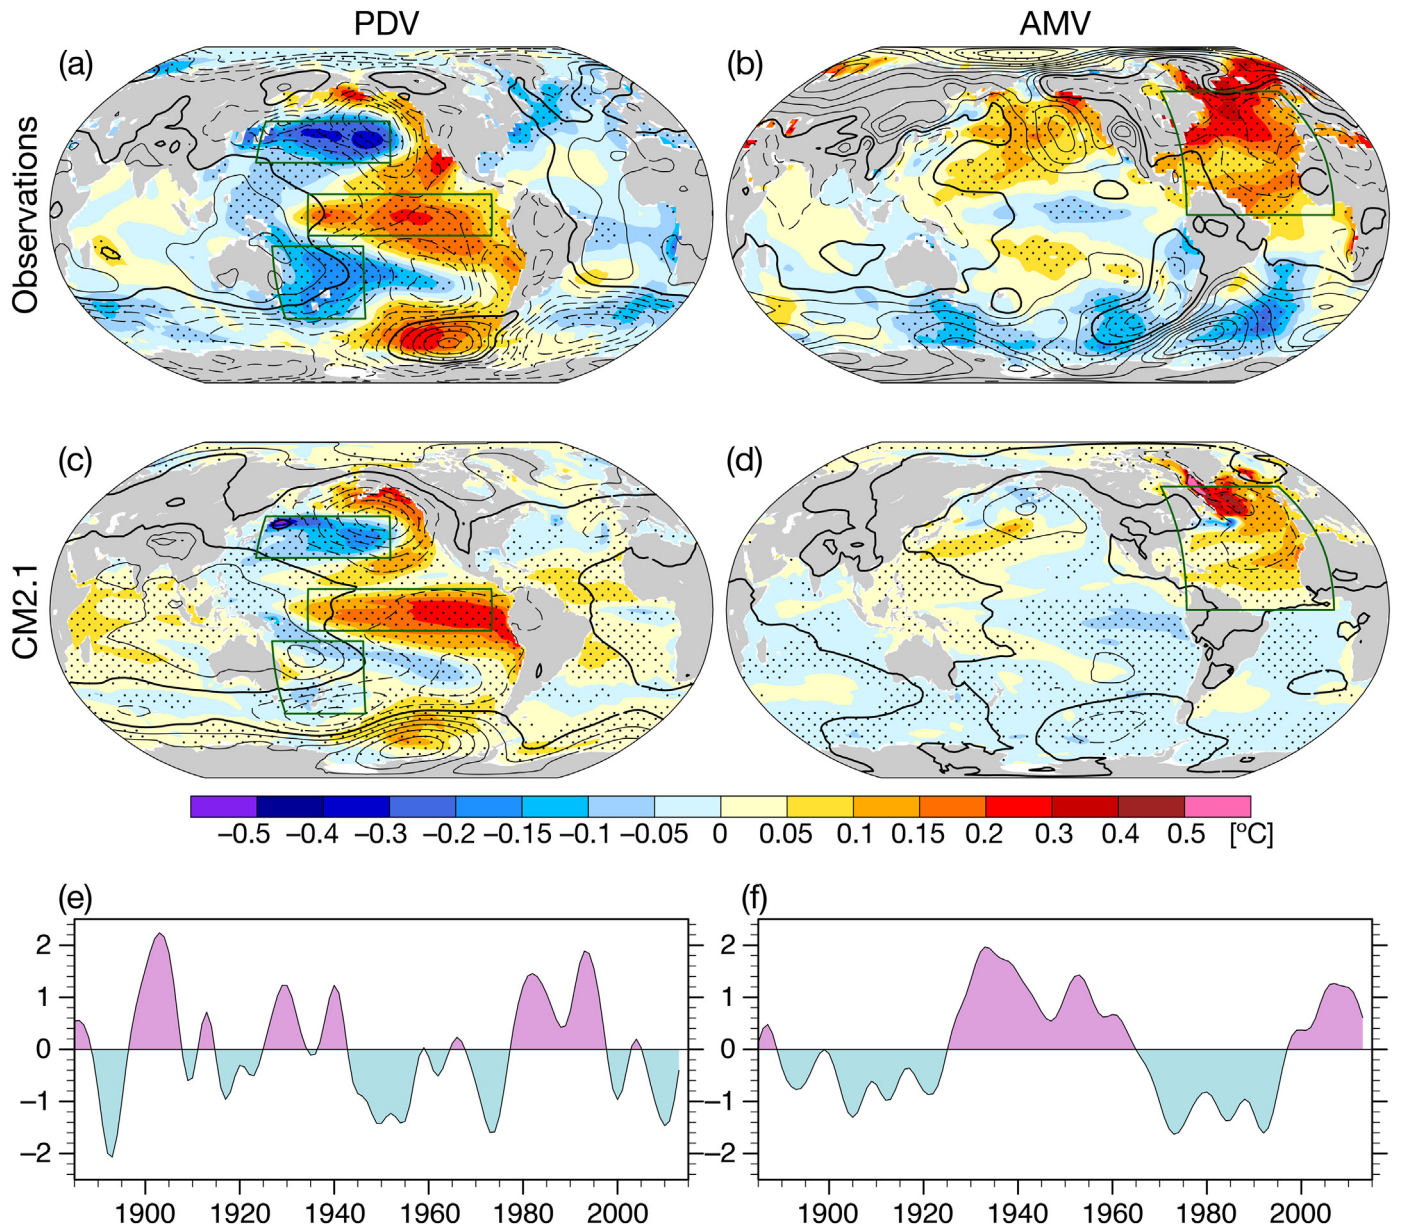 PDV AMV
(a) (b)
Observations
(c) (d)
CM2.1
−0.5 −0.4 −0.3 −0.2 −0.15 −0.1 −0.05 0 0.05 0.1 0.15 0.2 0.3 0.4 0.5 [°C]
(e) (f)
2 2
1 1
0 0
−1 −1
−2 −2
1900 1920 1940 1960 1980 2000 1900 1920 1940 1960 1980 2000